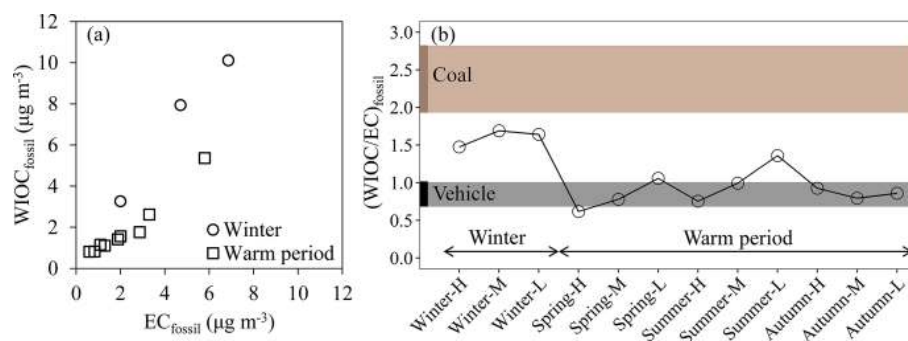 (a)
WIOCfossil (μg m-3)
12
10
8
6
4
2
0
0 2 4 6 8 10 12
Winter
Warm period
ECfossil (μg m-3)
(b)
(WIOC/EC)fossil
3.0
2.5
2.0
1.5
1.0
0.5
0.0
Coal
Vehicle
Winter
Warm period
Winter-H
Winter-M
Winter-L
Spring-H
Spring-M
Spring-L
Summer-H
Summer-M
Summer-L
Autumn-H
Autumn-M
Autumn-L